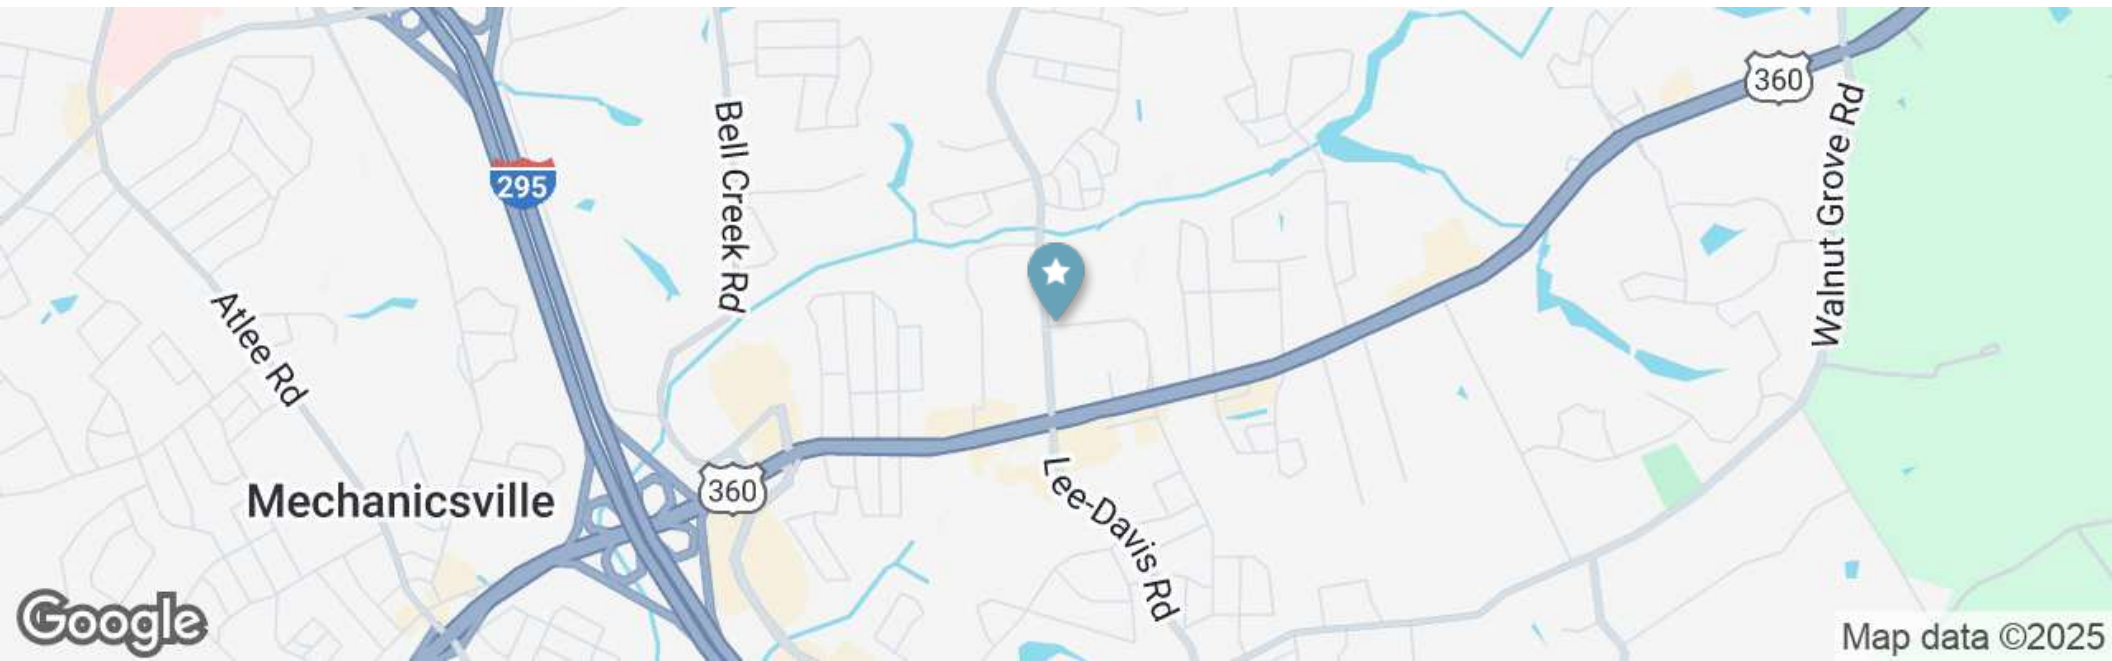 360
Bell Creek Rd
295
Walnut Grove Rd
Atlee Rd
Mechanicsville
360
Lee-Davis Rd
Google
Map data ©2025